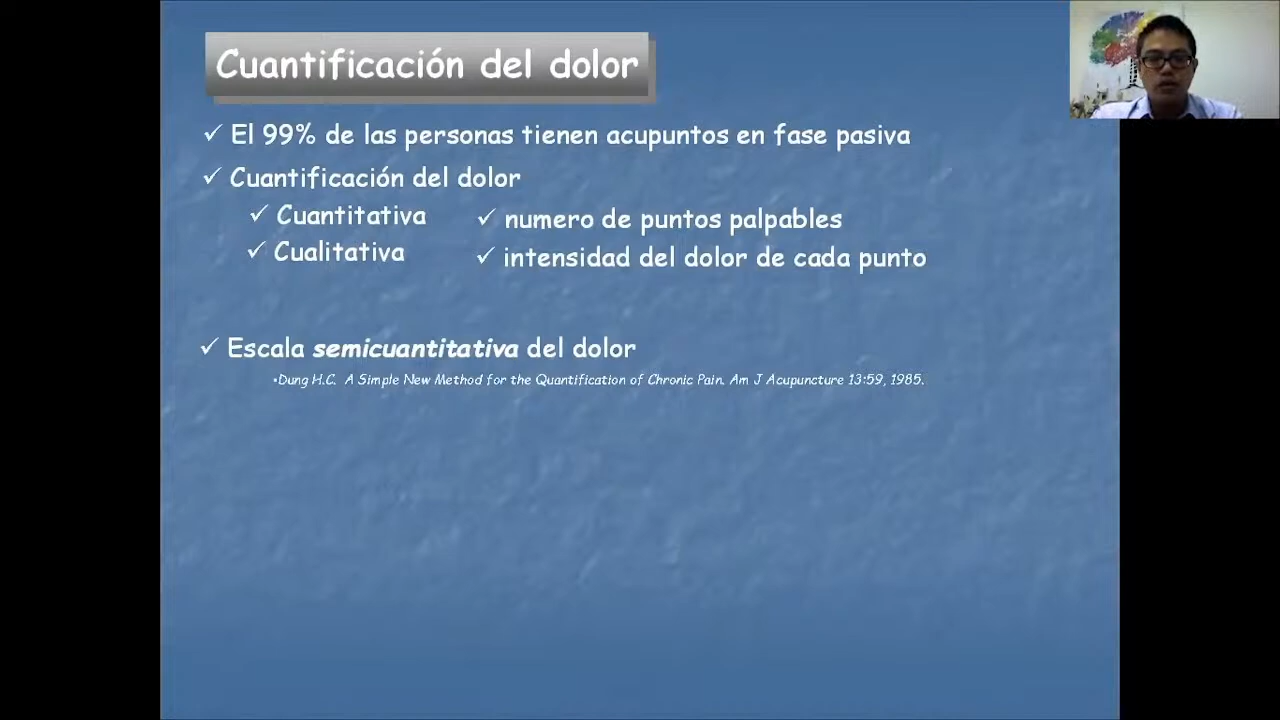 Cuantificación del dolor
✓ El 99% de las personas tienen acupuntos en fase pasiva
✓ Cuantificación del dolor
✓ Cuantitativa ✓ numero de puntos palpables
✓ Cualitativa ✓ intensidad del dolor de cada punto
✓ Escala semicuantitativa del dolor
•Dung H.C. A Simple New Method for the Quantification of Chronic Pain. Am J Acupuncture 13:59, 1985.